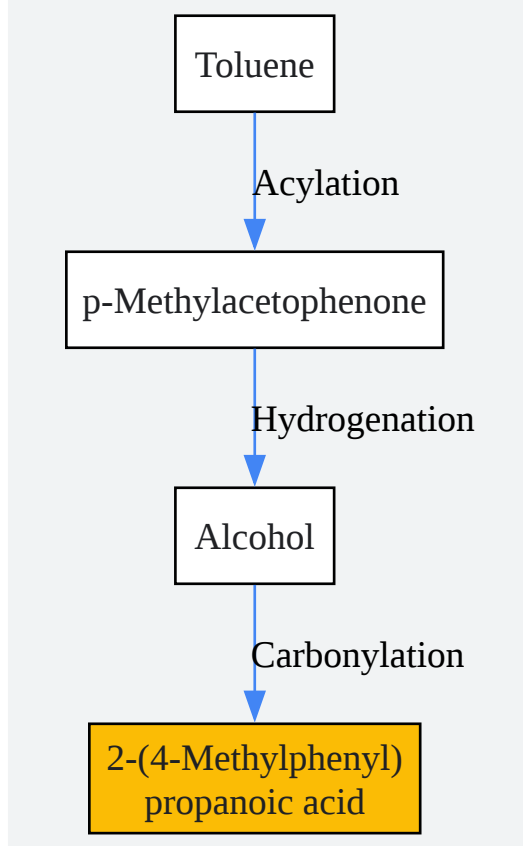 Toluene
Acylation
p-Methylacetophenone
Hydrogenation
Alcohol
Carbonylation
2-(4-Methylphenyl)
propanoic acid